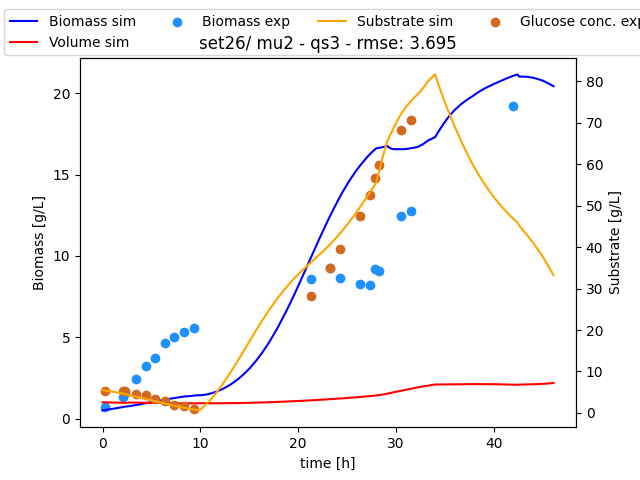 Biomass sim Biomass exp Substrate sim Glucose conc. exp
Volume sim
set26/ mu2 - qs3 - rmse: 3.695
20
15
10
5
0
Biomass [g/L]
80
70
60
50
40
30
20
10
0
Substrate [g/L]
0 10 20 30 40
time [h]